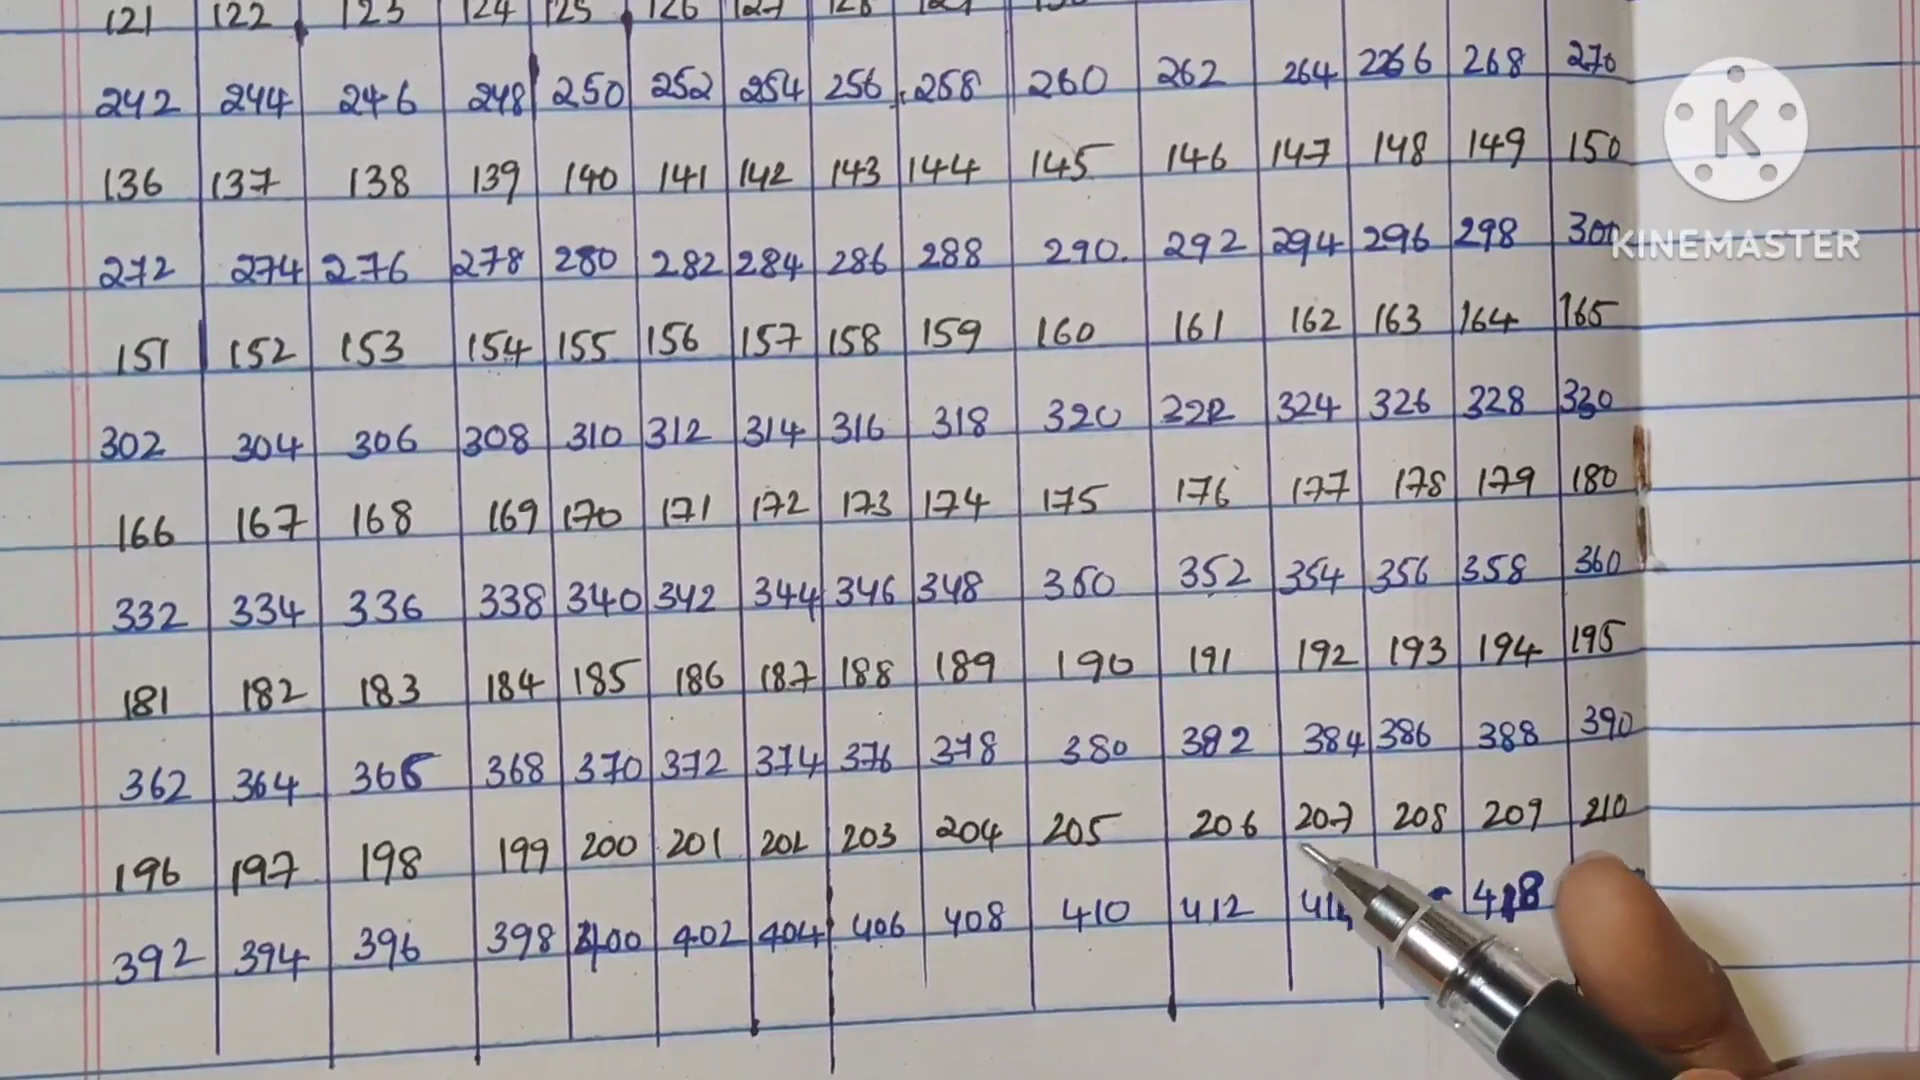 121 122 123 124 125 126 127 128 129 130
242 244 246 248 250 252 254 256 258 260 262 264 266 268 270
136 137 138 139 140 141 142 143 144 145 146 147 148 149 150
272 274 276 278 280 282 284 286 288 290. 292 294 296 298 300
151 152 153 154 155 156 157 158 159 160 161 162 163 164 165
302 304 306 308 310 312 314 316 318 320 322 324 326 328 330
166 167 168 169 170 171 172 173 174 175 176 177 178 179 180
332 334 336 338 340 342 344 346 348 350 352 354 356 358 360
181 182 183 184 185 186 187 188 189 190 191 192 193 194 195
362 364 366 368 370 372 374 376 378 380 382 384 386 388 390
196 197 198 199 200 201 202 203 204 205 206 207 208 209 210
392 394 396 398 400 402 404 406 408 410 412 414 418
K
KINEMASTER